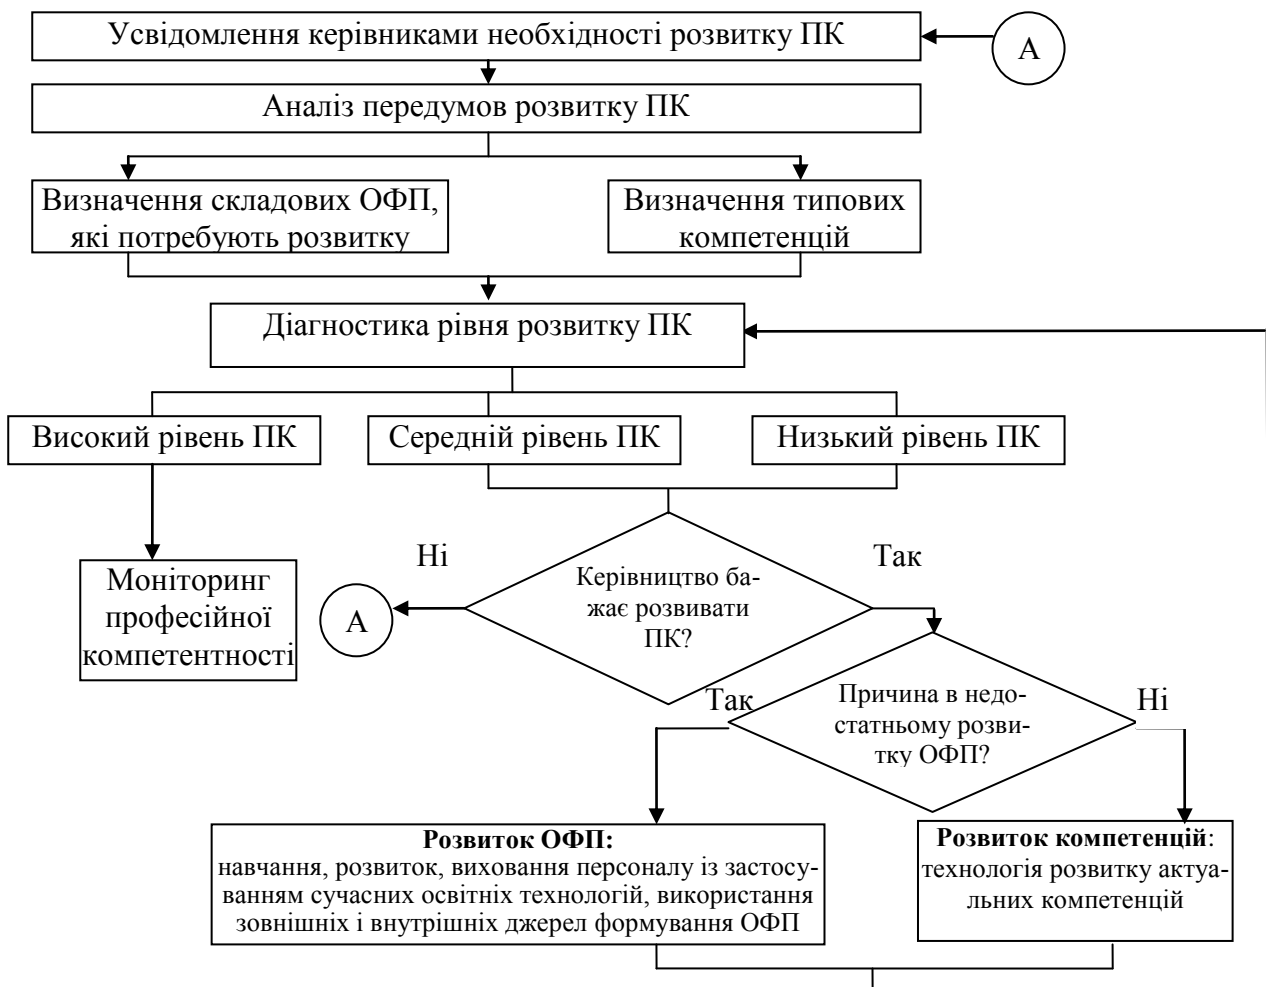 Усвідомлення керівниками необхідності розвитку ПК
А
Аналіз передумов розвитку ПК
Визначення складових ОФП,
які потребують розвитку
Визначення типових
компетенцій
Діагностика рівня розвитку ПК
Високий рівень ПК
Середній рівень ПК
Низький рівень ПК
Ні
Так
Керівництво ба-
жає розвивати
ПК?
А
Моніторинг
професійної
компетентності
Так
Ні
Причина в недо-
статньому розви-
тку ОФП?
Розвиток ОФП:
навчання, розвиток, виховання персоналу із застосу-
ванням сучасних освітніх технологій, використання
зовнішніх і внутрішніх джерел формування ОФП
Розвиток компетенцій:
технологія розвитку актуа-
льних компетенцій